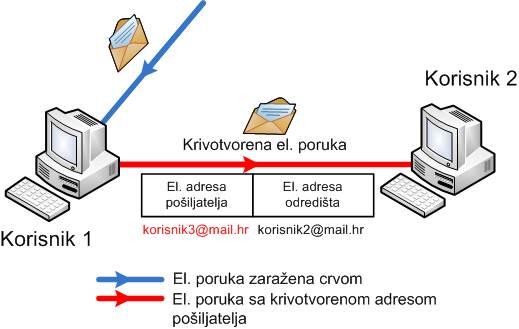 Korisnik 2
Krivotvorena el. poruka
El. adresa
pošiljatelja
El. adresa
odredišta
korisnik3@mail.hr
korisnik2@mail.hr
Korisnik 1
El. poruka zaražena crvom
El. poruka sa krivotvorenom adresom
pošiljatelja